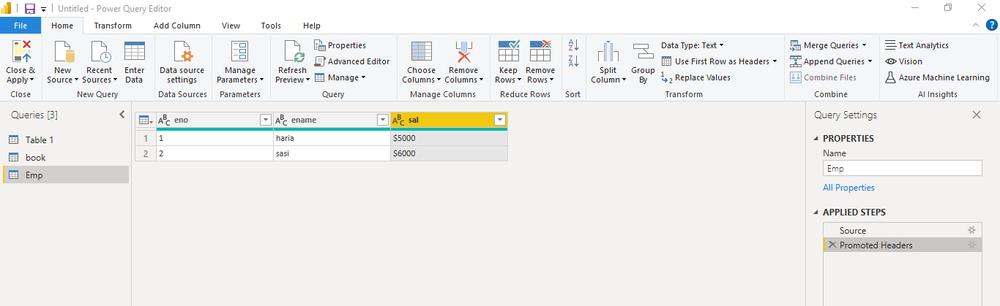 Untitled - Power Query Editor
File Home Transform Add Column View Tools Help ?
Close & Apply
New Source
Recent Sources
Enter Data
Data source settings
Manage Parameters
Refresh Preview
Properties
Advanced Editor
Manage
Choose Columns
Remove Columns
Keep Rows
Remove Rows
A Z
Z A
Split Column
Group By
Data Type: Text
Use First Row as Headers
1 2 Replace Values
Merge Queries
Append Queries
Combine Files
Text Analytics
Vision
Azure Machine Learning
Close New Query Data Sources Parameters Query Manage Columns Reduce Rows Sort Transform Combine AI Insights
Queries [3]
Table 1
book
Emp
ABC eno ABC ename ABC sal
1 1 haria $5000
2 2 sasi $6000
Query Settings
PROPERTIES
Name
Emp
All Properties
APPLIED STEPS
Source
Promoted Headers